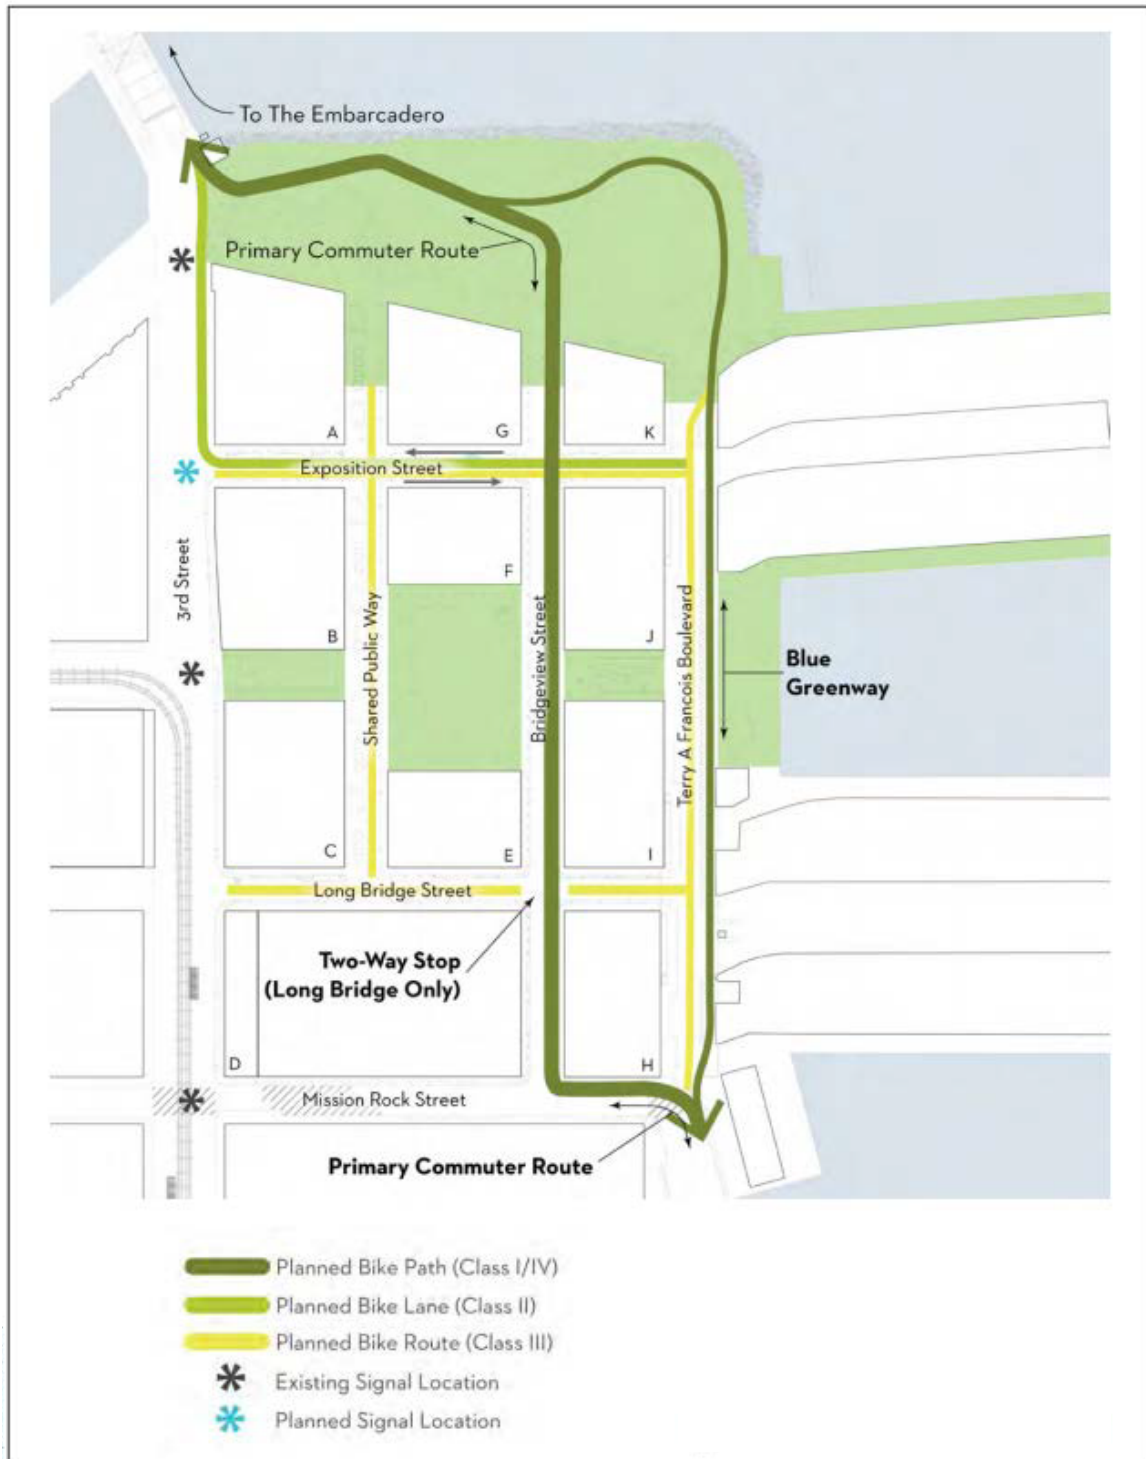 To The Embarcadero
Primary Commuter Route
A
G
K
Exposition Street
3rd Street
F
B
J
Shared Public Way
Bridgeview Street
Terry A Francois Boulevard
Blue
Greenway
C
E
I
Long Bridge Street
Two-Way Stop
(Long Bridge Only)
D
H
Mission Rock Street
Primary Commuter Route
Planned Bike Path (Class I/IV)
Planned Bike Lane (Class II)
Planned Bike Route (Class III)
Existing Signal Location
Planned Signal Location